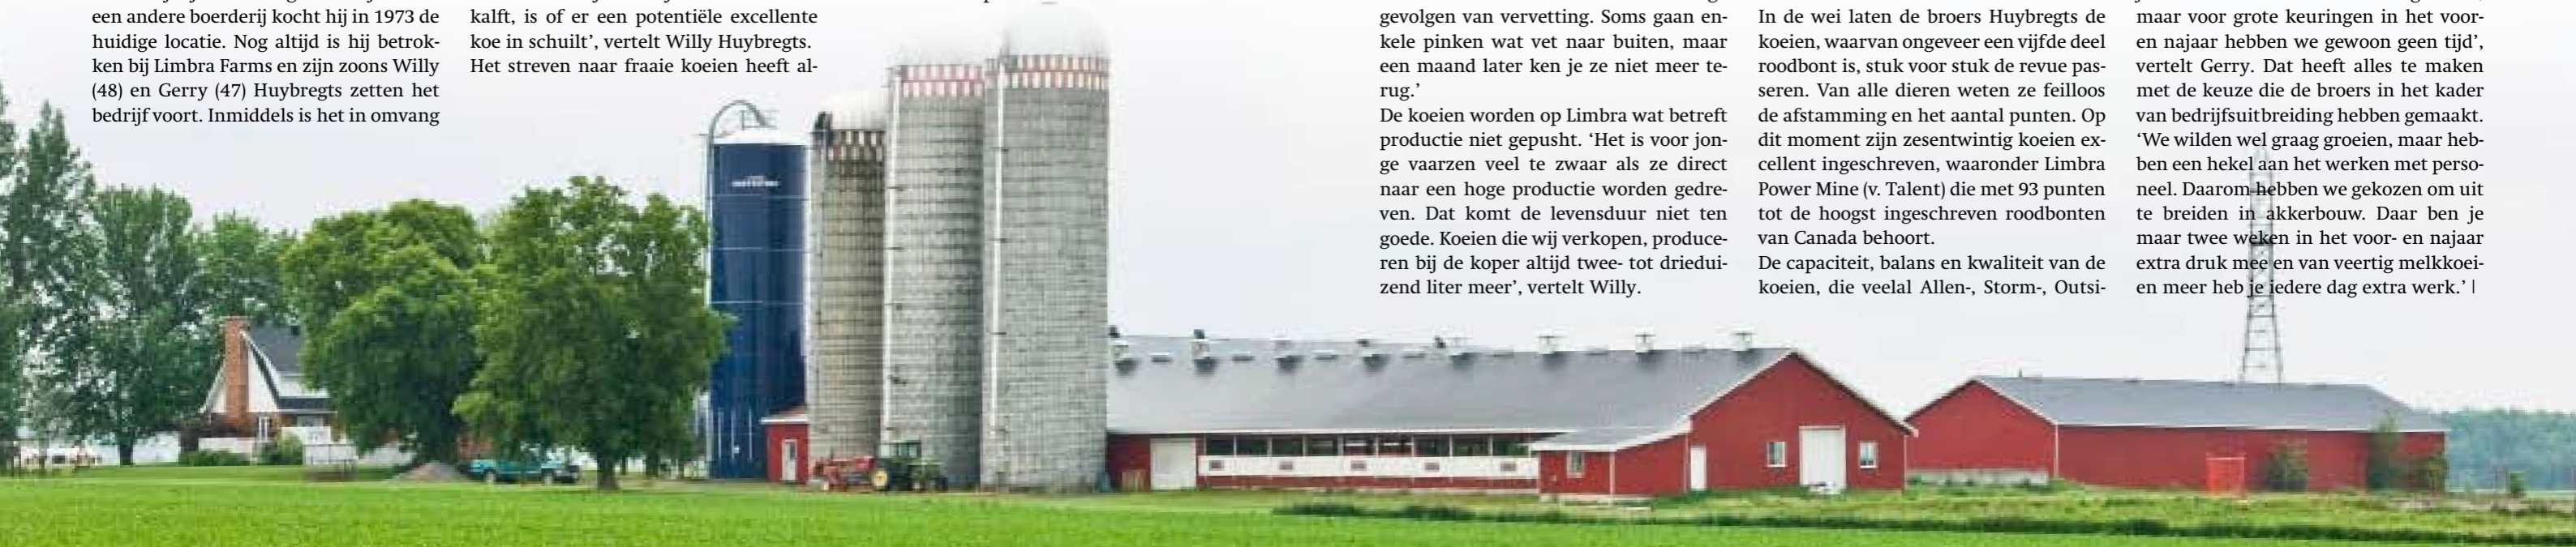 een andere boerderij kocht hij in 1973 de
huidige locatie. Nog altijd is hij betrok-
ken bij Limbra Farms en zijn zoons Willy
(48) en Gerry (47) Huybregts zetten het
bedrijf voort. Inmiddels is het in omvang
kalft, is of er een potentiële excellente
koe in schuilt’, vertelt Willy Huybregts.
Het streven naar fraaie koeien heeft al-
gevolgen van vervetting. Soms gaan en-
kele pinken wat vet naar buiten, maar
een maand later ken je ze niet meer te-
rug.’
De koeien worden op Limbra wat betreft
productie niet gepusht. ‘Het is voor jon-
ge vaarzen veel te zwaar als ze direct
naar een hoge productie worden gedre-
ven. Dat komt de levensduur niet ten
goede. Koeien die wij verkopen, produce-
ren bij de koper altijd twee- tot driedui-
zend liter meer’, vertelt Willy.
In de wei laten de broers Huybregts de
koeien, waarvan ongeveer een vijfde deel
roodbont is, stuk voor stuk de revue pas-
seren. Van alle dieren weten ze feilloos
de afstamming en het aantal punten. Op
dit moment zijn zesentwintig koeien ex-
cellent ingeschreven, waaronder Limbra
Power Mine (v. Talent) die met 93 punten
tot de hoogst ingeschreven roodbonten
van Canada behoort.
De capaciteit, balans en kwaliteit van de
koeien, die veelal Allen-, Storm-, Outsi-
maar voor grote keuringen in het voor-
en najaar hebben we gewoon geen tijd’,
vertelt Gerry. Dat heeft alles te maken
met de keuze die de broers in het kader
van bedrijfsuitbreiding hebben gemaakt.
‘We wilden wel graag groeien, maar heb-
ben een hekel aan het werken met perso-
neel. Daarom hebben we gekozen om uit
te breiden in akkerbouw. Daar ben je
maar twee weken in het voor- en najaar
extra druk mee en van veertig melkkoei-
en meer heb je iedere dag extra werk.’ |